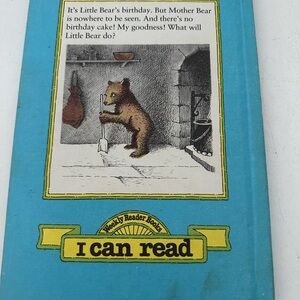 It's Little Bear's birthday. But Mother Bear
is nowhere to be seen. And there's no
birthday cake! My goodness! What will
Little Bear do?
Weekly Reader Books
I can read